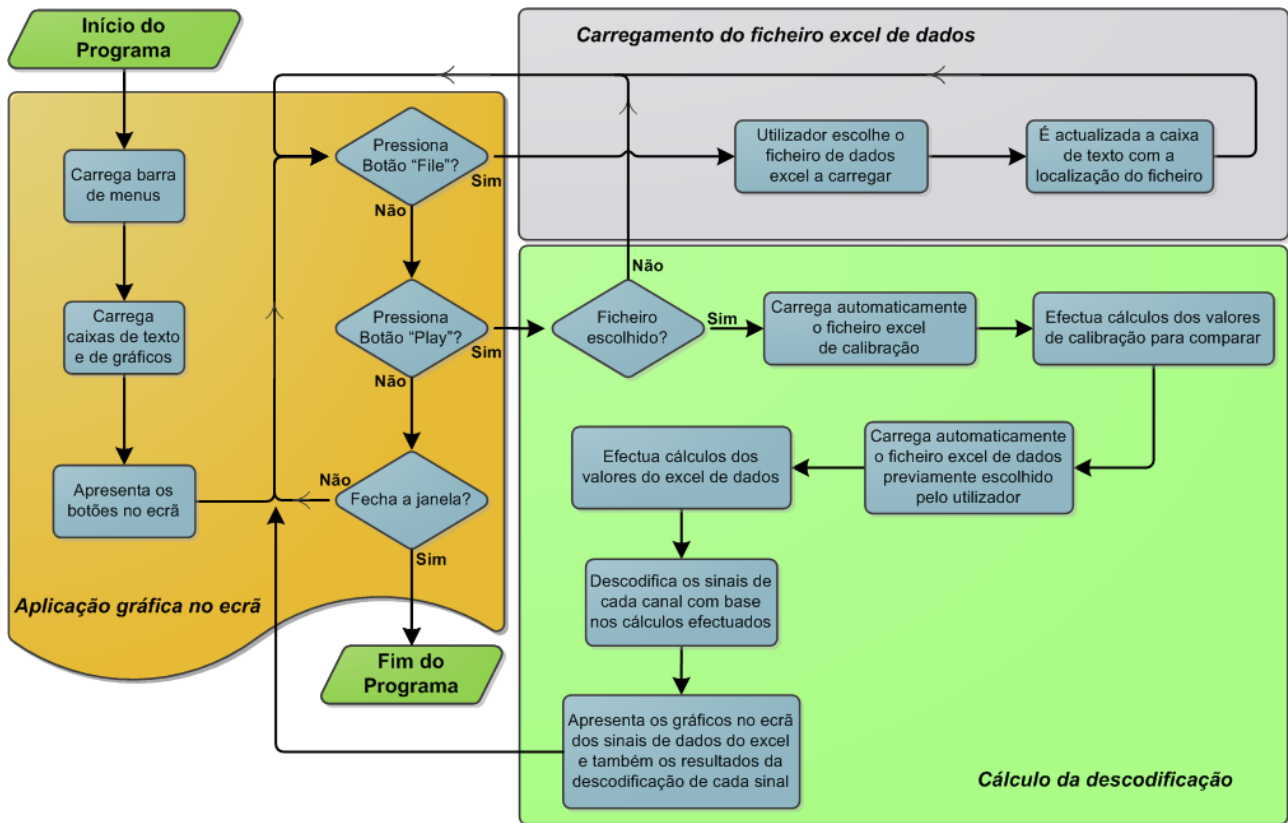 Início do
Programa
Carregamento do ficheiro excel de dados
Carrega barra
de menus
Pressiona
Botão “File”?
Sim
Não
Utilizador escolhe o
ficheiro de dados
excel a carregar
É actualizada a caixa
de texto com a
localização do ficheiro
Carrega
caixas de texto
e de gráficos
Pressiona
Botão “Play”?
Sim
Não
Ficheiro
escolhido?
Não
Sim
Carrega automaticamente
o ficheiro excel
de calibração
Efectua cálculos dos valores
de calibração para comparar
Apresenta os
botões no ecrã
Fecha a janela?
Não
Sim
Efectua cálculos dos
valores do excel de dados
Carrega automaticamente
o ficheiro excel de dados
previamente escolhido
pelo utilizador
Aplicação gráfica no ecrã
Descodifica os sinais de
cada canal com base
nos cálculos efectuados
Fim do
Programa
Apresenta os gráficos no ecrã
dos sinais de dados do excel
e também os resultados da
descodificação de cada sinal
Cálculo da descodificação